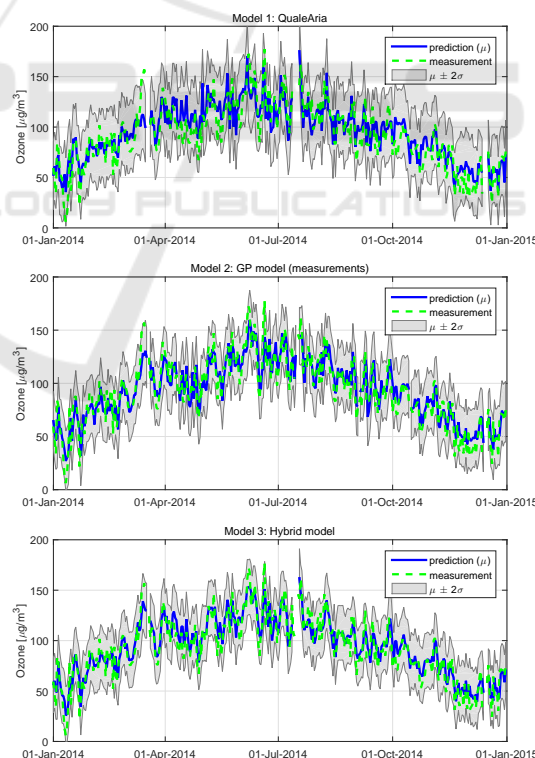 Model 1: QualeAria
200
150
100
50
0
Ozone [μg/m³]
prediction (μ)
measurement
μ ± 2σ
01-Jan-2014 01-Apr-2014 01-Jul-2014 01-Oct-2014 01-Jan-2015
Model 2: GP model (measurements)
200
150
100
50
0
Ozone [μg/m³]
prediction (μ)
measurement
μ ± 2σ
01-Jan-2014 01-Apr-2014 01-Jul-2014 01-Oct-2014 01-Jan-2015
Model 3: Hybrid model
200
150
100
50
0
Ozone [μg/m³]
prediction (μ)
measurement
μ ± 2σ
01-Jan-2014 01-Apr-2014 01-Jul-2014 01-Oct-2014 01-Jan-2015
PUBLICATIONS